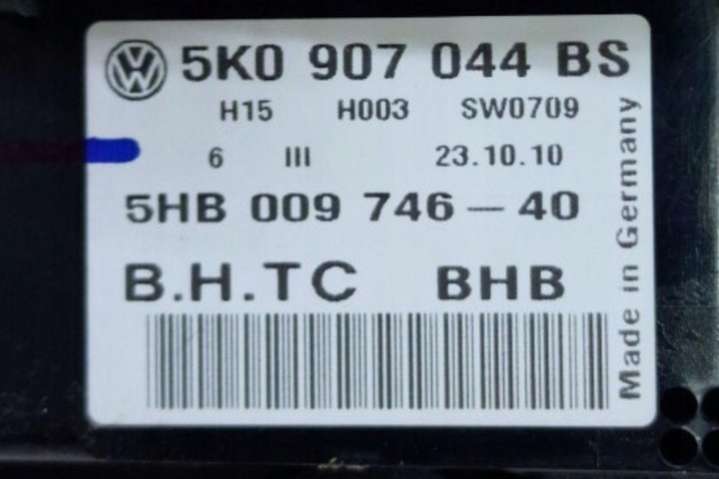 5K0 907 044 BS
H15 H003 SW0709
6 III 23.10.10
5HB 009 746-40
B.H.TC BHB
Made in Germany